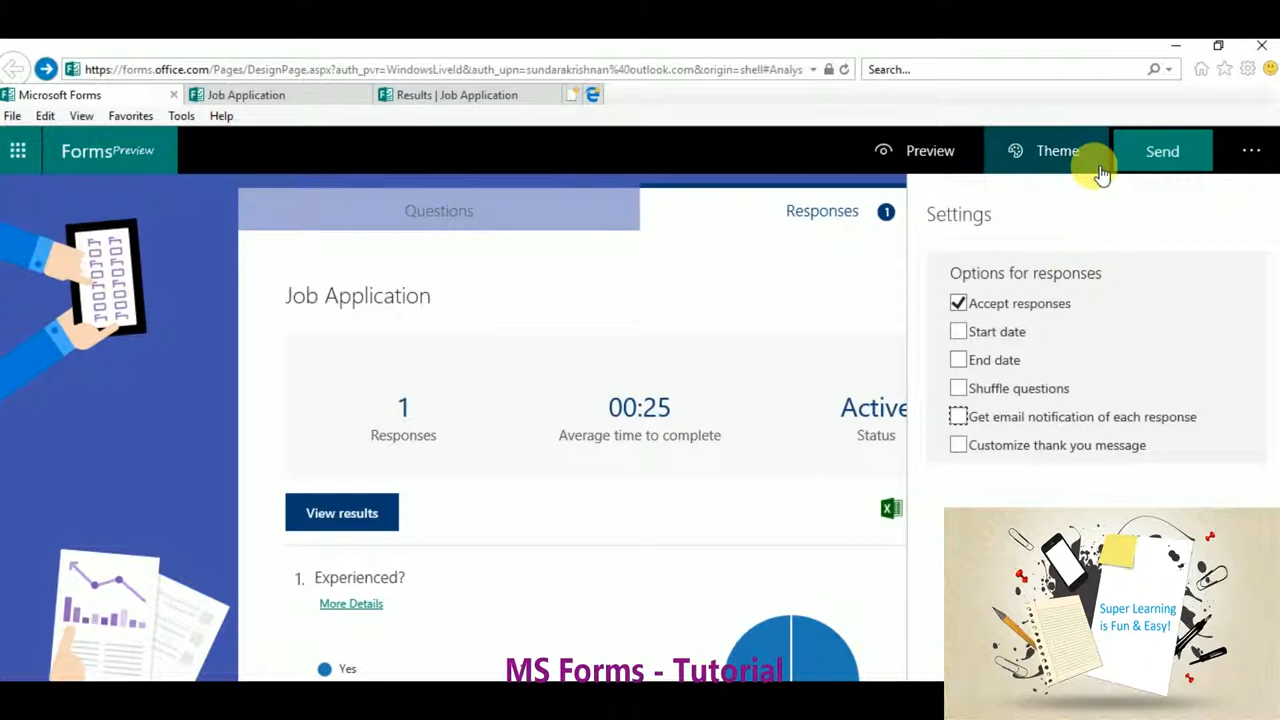 https://forms.office.com/Pages/DesignPage.aspx?auth_pvr=WindowsLiveId&auth_upn=sundarakrishnan%40outlook.com&origin=shell#Analys
Search...
Microsoft Forms
Job Application
Results | Job Application
File Edit View Favorites Tools Help
Forms Preview
Preview
Theme
Send
...
Questions
Responses 1
Settings
Job Application
Options for responses
Accept responses
Start date
End date
Shuffle questions
Get email notification of each response
Customize thank you message
1
Responses
00:25
Average time to complete
Active
Status
View results
1. Experienced?
More Details
Yes
Super Learning
is Fun & Easy!
MS Forms - Tutorial